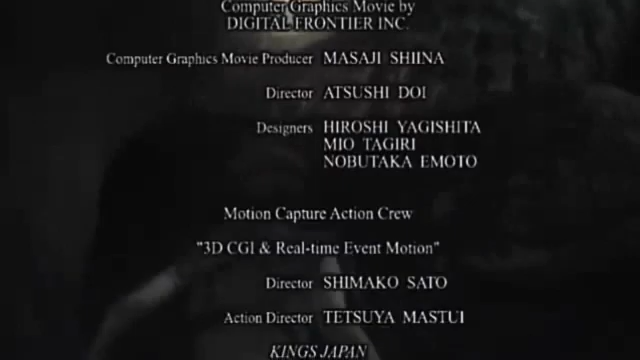 Computer Graphics Movie by
DIGITAL FRONTIER INC.
Computer Graphics Movie Producer MASAJI SHIINA
Director ATSUSHI DOI
Designers HIROSHI YAGISHITA
MIO TAGIRI
NOBUTAKA EMOTO
Motion Capture Action Crew
"3D CGI & Real-time Event Motion"
Director SHIMAKO SATO
Action Director TETSUYA MASTUI
KINGS JAPAN